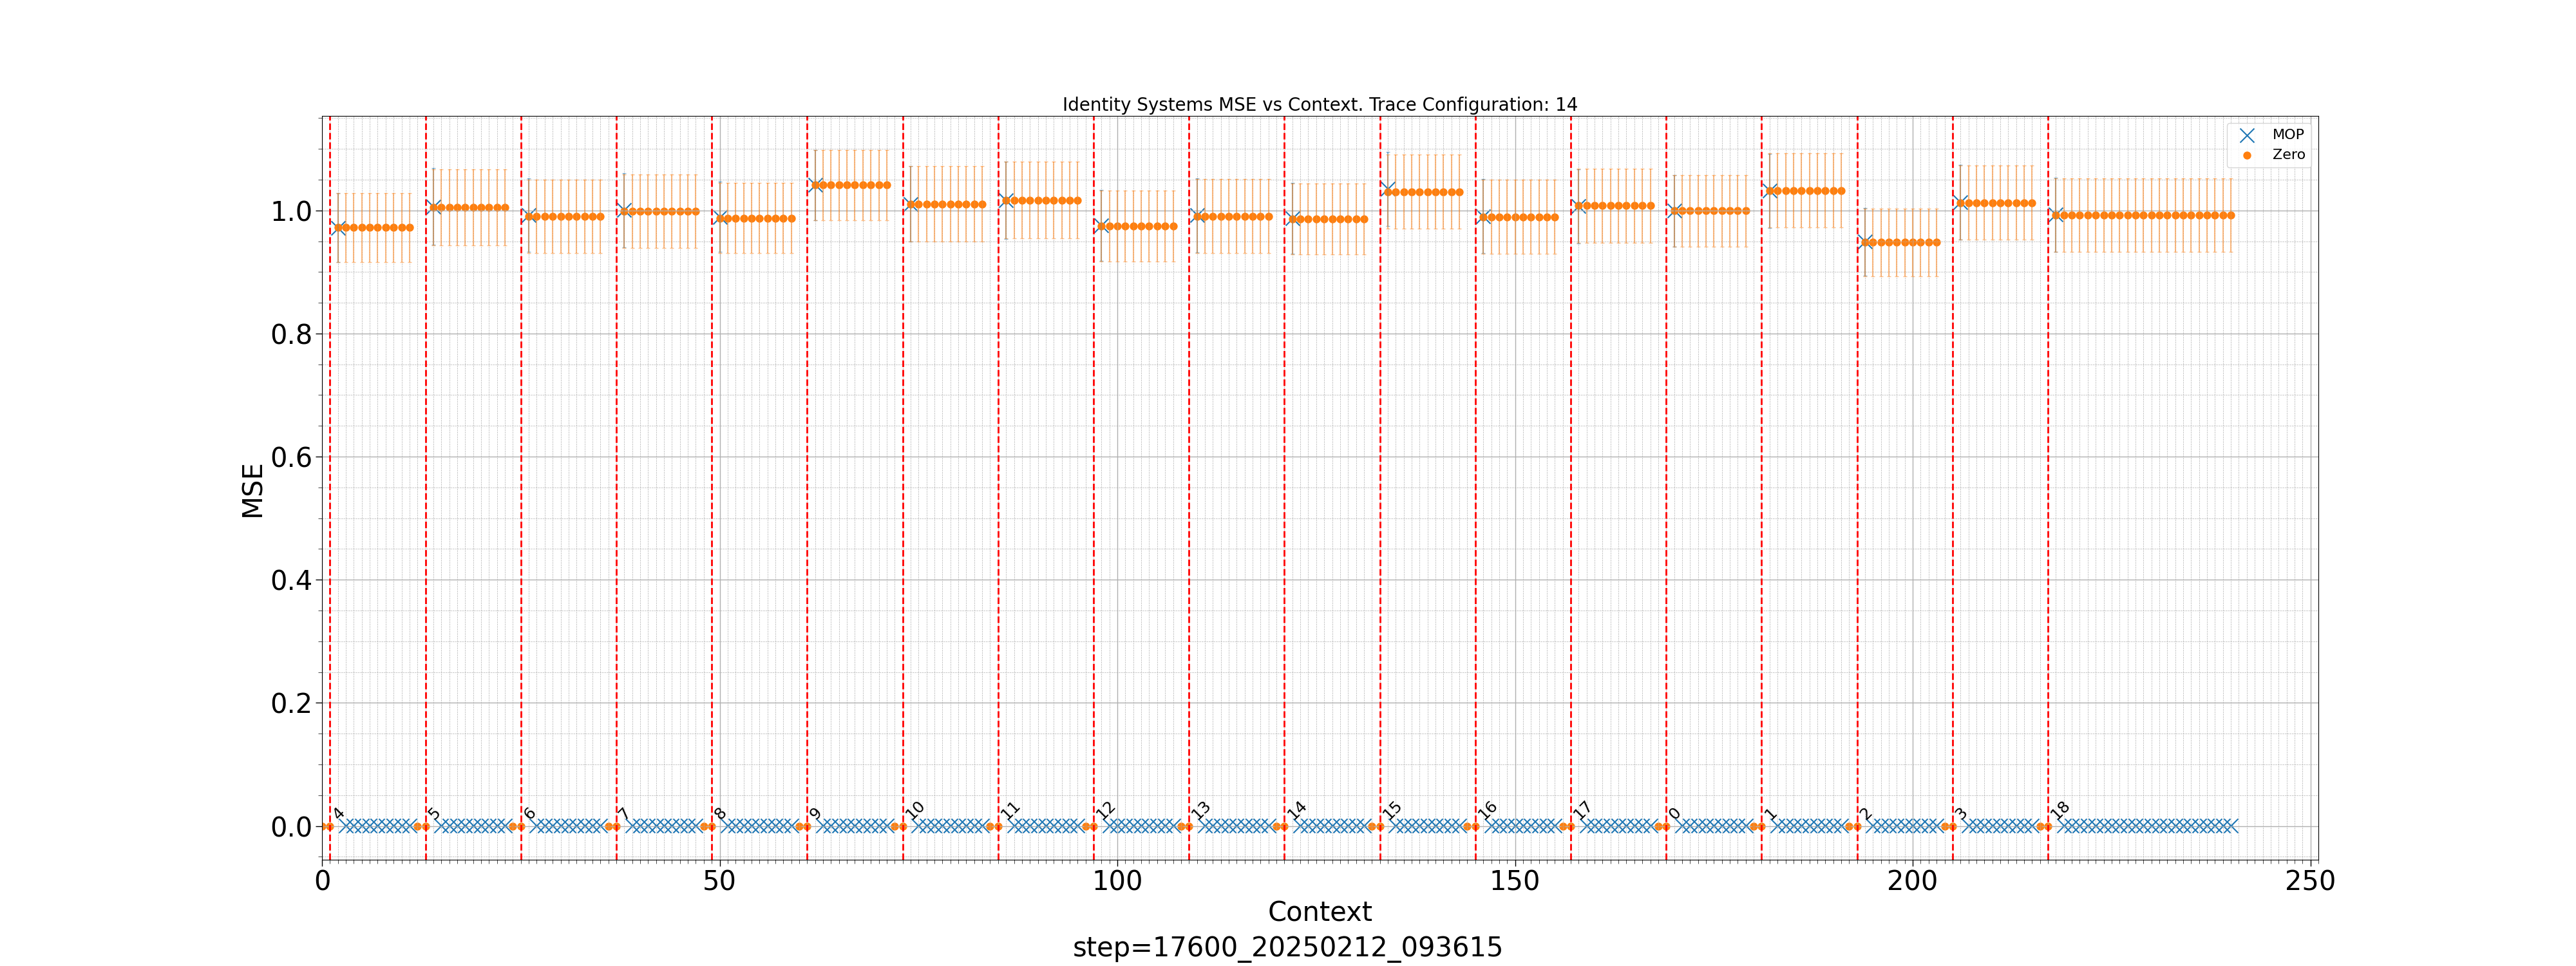 Identity Systems MSE vs Context. Trace Configuration: 14
MOP
Zero
MSE
1.0
0.8
0.6
0.4
0.2
0.0
4 5 6 7 8 9 10 11 12 13 14 15 16 17 0 1 2 3 18
0 50 100 150 200 250
Context
step=17600_20250212_093615